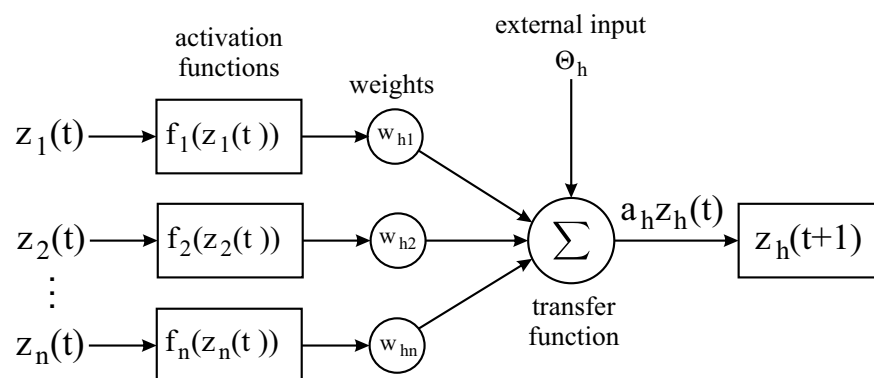 activation
functions
weights
external input
Θh
z1(t)
f1(z1(t))
wh1
z2(t)
f2(z2(t))
wh2
Σ
ahzh(t)
zh(t+1)
⋮
zn(t)
fn(zn(t))
whn
transfer
function